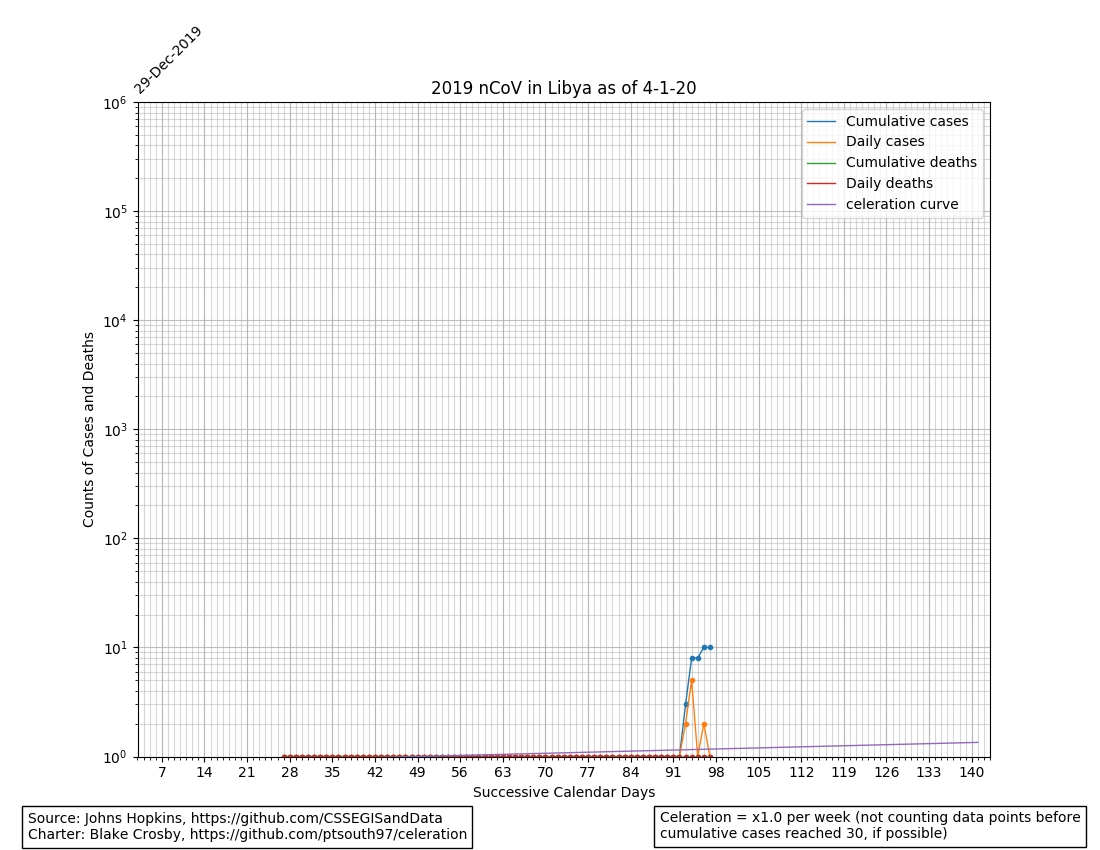 29-Dec-2019
2019 nCoV in Libya as of 4-1-20
10^6
10^5
10^4
10^3
10^2
10^1
10^0
Counts of Cases and Deaths
Cumulative cases
Daily cases
Cumulative deaths
Daily deaths
celeration curve
7 14 21 28 35 42 49 56 63 70 77 84 91 98 105 112 119 126 133 140
Successive Calendar Days
Source: Johns Hopkins, https://github.com/CSSEGISandData
Charter: Blake Crosby, https://github.com/ptsouth97/celeration
Celeration = x1.0 per week (not counting data points before
cumulative cases reached 30, if possible)